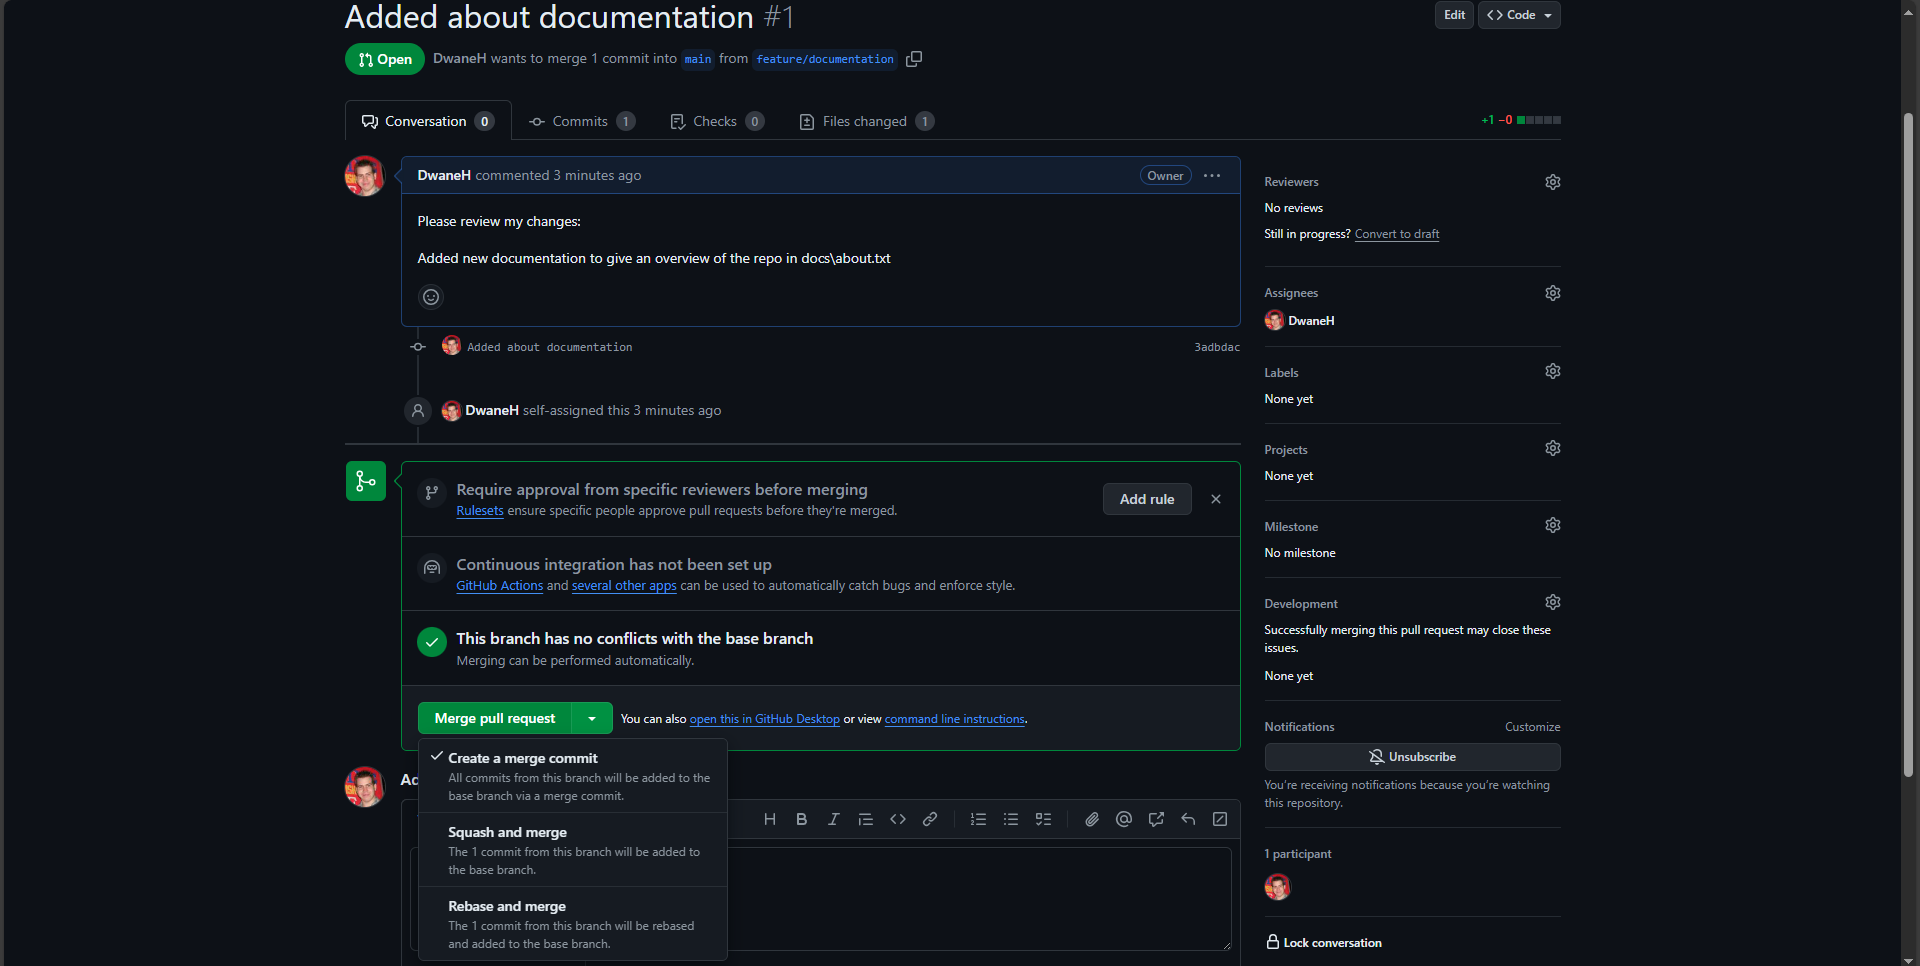 Added about documentation #1
Edit
Code
Open
DwaneH wants to merge 1 commit into main from feature/documentation
Conversation 0
Commits 1
Checks 0
Files changed 1
+1 −0
DwaneH commented 3 minutes ago
Owner
Please review my changes:
Added new documentation to give an overview of the repo in docs\about.txt
Added about documentation
3adbdac
DwaneH self-assigned this 3 minutes ago
Require approval from specific reviewers before merging
Rulesets ensure specific people approve pull requests before they're merged.
Add rule
Continuous integration has not been set up
GitHub Actions and several other apps can be used to automatically catch bugs and enforce style.
This branch has no conflicts with the base branch
Merging can be performed automatically.
Merge pull request
You can also open this in GitHub Desktop or view command line instructions.
Create a merge commit
All commits from this branch will be added to the
base branch via a merge commit.
Squash and merge
The 1 commit from this branch will be added to
the base branch.
Rebase and merge
The 1 commit from this branch will be rebased
and added to the base branch.
Reviewers
No reviews
Still in progress? Convert to draft
Assignees
DwaneH
Labels
None yet
Projects
None yet
Milestone
No milestone
Development
Successfully merging this pull request may close these
issues.
None yet
Notifications
Customize
Unsubscribe
You're receiving notifications because you're watching
this repository.
1 participant
Lock conversation